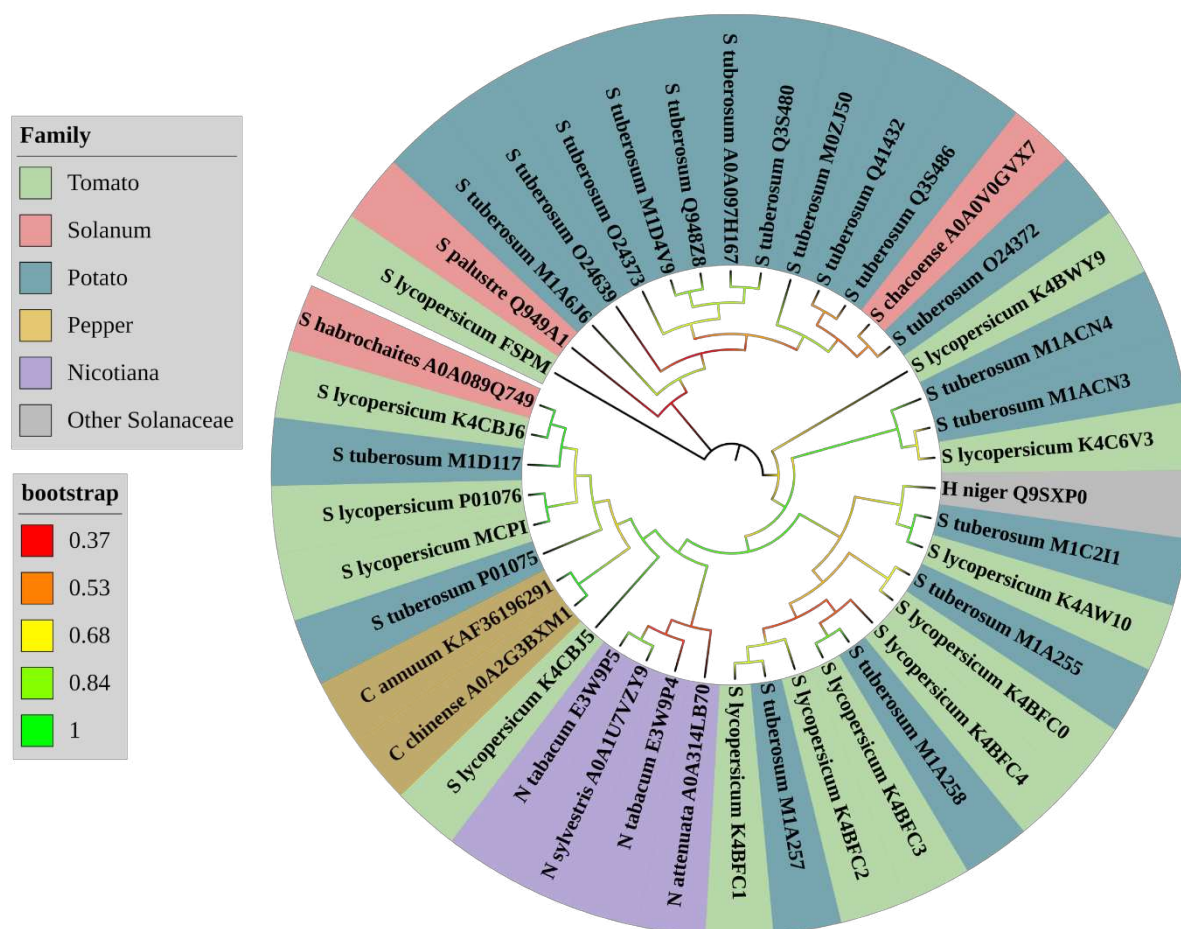 Family
Tomato
Solanum
Potato
Pepper
Nicotiana
Other Solanaceae
bootstrap
0.37
0.53
0.68
0.84
1
S lycopersicum FSPM
S palustre Q949A1
S tuberosum M1A6J6
S tuberosum O24639
S tuberosum O24373
S tuberosum M1D4V9
S tuberosum Q948Z8
S tuberosum A0A097H167
S tuberosum Q3S480
S tuberosum M0ZJ50
S tuberosum Q41432
S tuberosum Q3S486
S chacoense A0A0V0GVX7
S tuberosum O24372
S lycopersicum K4BWY9
S tuberosum M1ACN4
S tuberosum M1ACN3
S lycopersicum K4C6V3
H niger Q9SXP0
S tuberosum M1C2I1
S lycopersicum K4AW10
S tuberosum M1A255
S lycopersicum K4BFC0
S lycopersicum K4BFC4
S tuberosum M1A258
S lycopersicum K4BFC3
S lycopersicum K4BFC2
S tuberosum M1A257
S lycopersicum K4BFC1
N attenuata A0A314LB70
N tabacum E3W9P4
N sylvestris A0A1U7VZY9
N tabacum E3W9P5
S lycopersicum K4CBJ5
C chinense A0A2G3BXM1
C annuum KAF36196291
S tuberosum P01075
S lycopersicum MCPI
S lycopersicum P01076
S tuberosum M1D117
S lycopersicum K4CBJ6
S habrochaites A0A089Q749